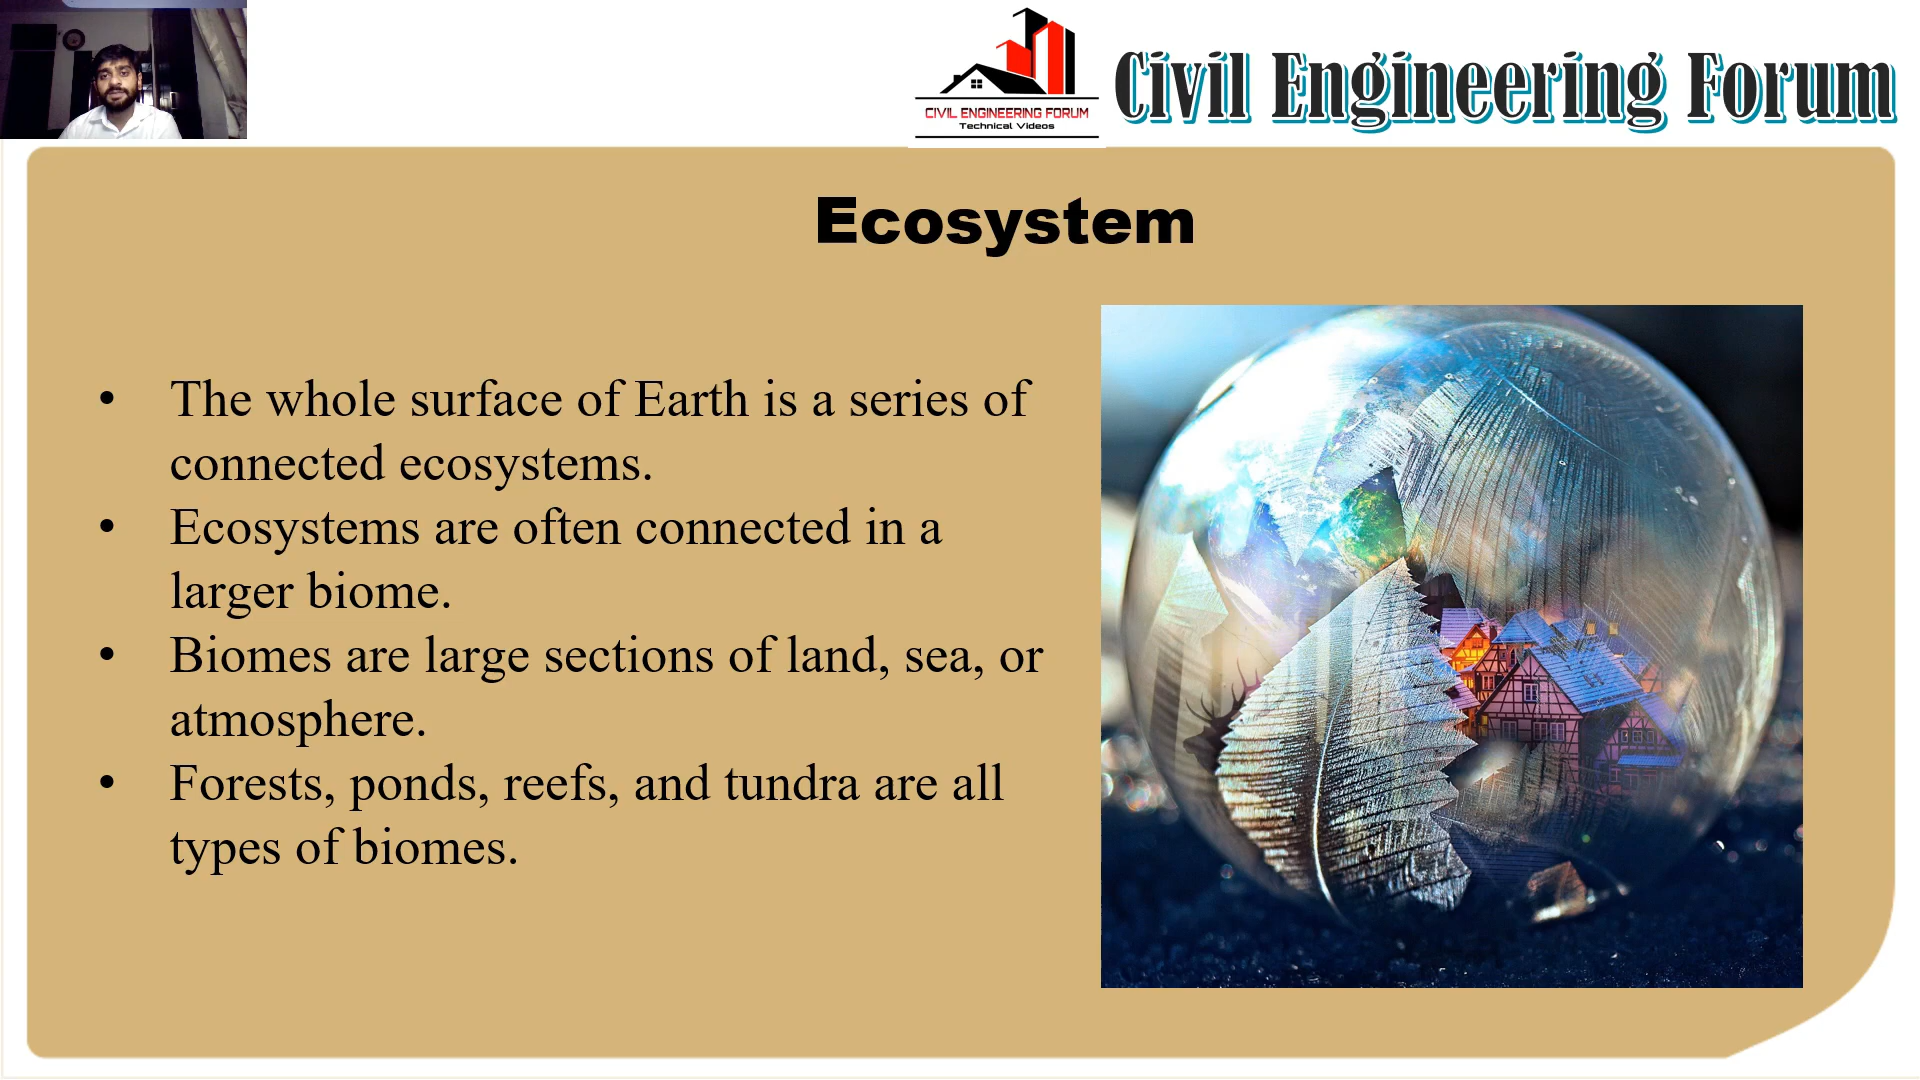 CIVIL ENGINEERING FORUM
Technical Videos
Civil Engineering Forum
Ecosystem
• The whole surface of Earth is a series of
connected ecosystems.
• Ecosystems are often connected in a
larger biome.
• Biomes are large sections of land, sea, or
atmosphere.
• Forests, ponds, reefs, and tundra are all
types of biomes.